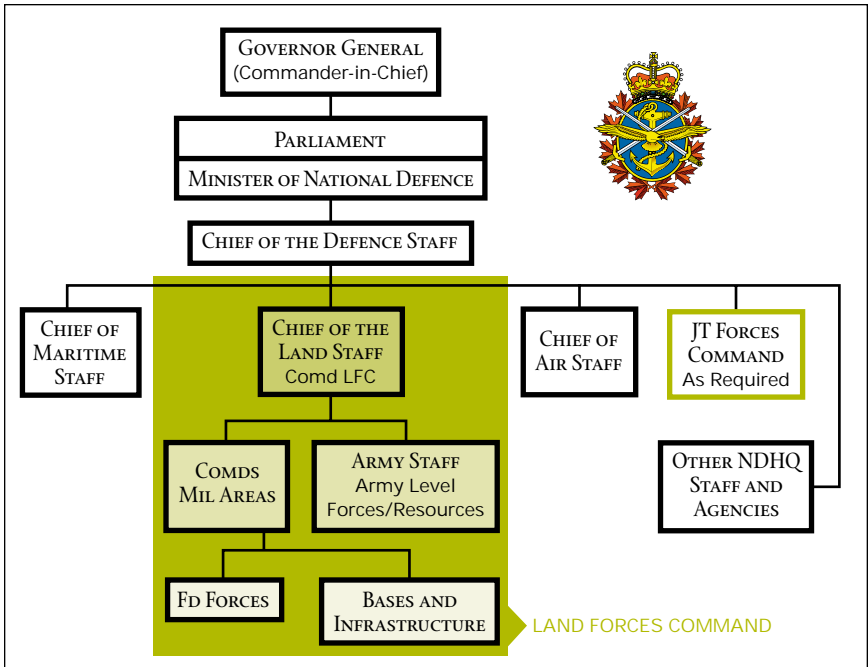 GOVERNOR GENERAL
(Commander-in-Chief)
PARLIAMENT
MINISTER OF NATIONAL DEFENCE
CHIEF OF THE DEFENCE STAFF
CHIEF OF
MARITIME
STAFF
CHIEF OF THE
LAND STAFF
Comd LFC
CHIEF OF
AIR STAFF
JT FORCES
COMMAND
As Required
COMDS
MIL AREAS
ARMY STAFF
Army Level
Forces/Resources
OTHER NDHQ
STAFF AND
AGENCIES
FD FORCES
BASES AND
INFRASTRUCTURE
LAND FORCES COMMAND